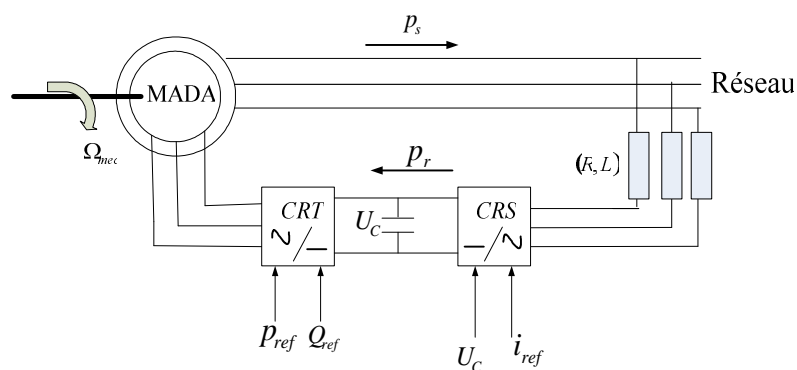 p_s
MADA
Réseau
Ω_mec
p_r
(R, L)
CRT
U_C
CRS
p_ref Q_ref
U_C i_ref